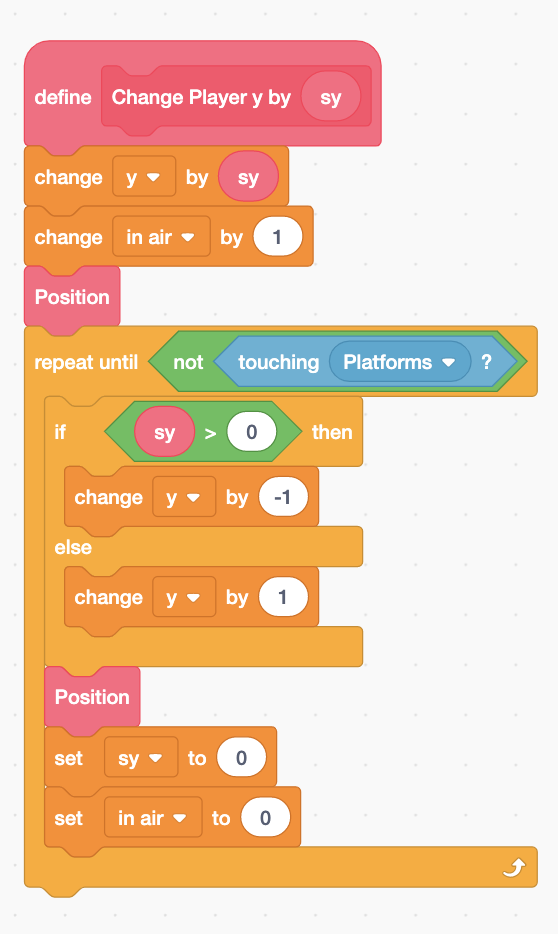 define Change Player y by sy
change y by sy
change in air by 1
Position
repeat until not touching Platforms ?
if sy > 0 then
change y by -1
else
change y by 1
Position
set sy to 0
set in air to 0